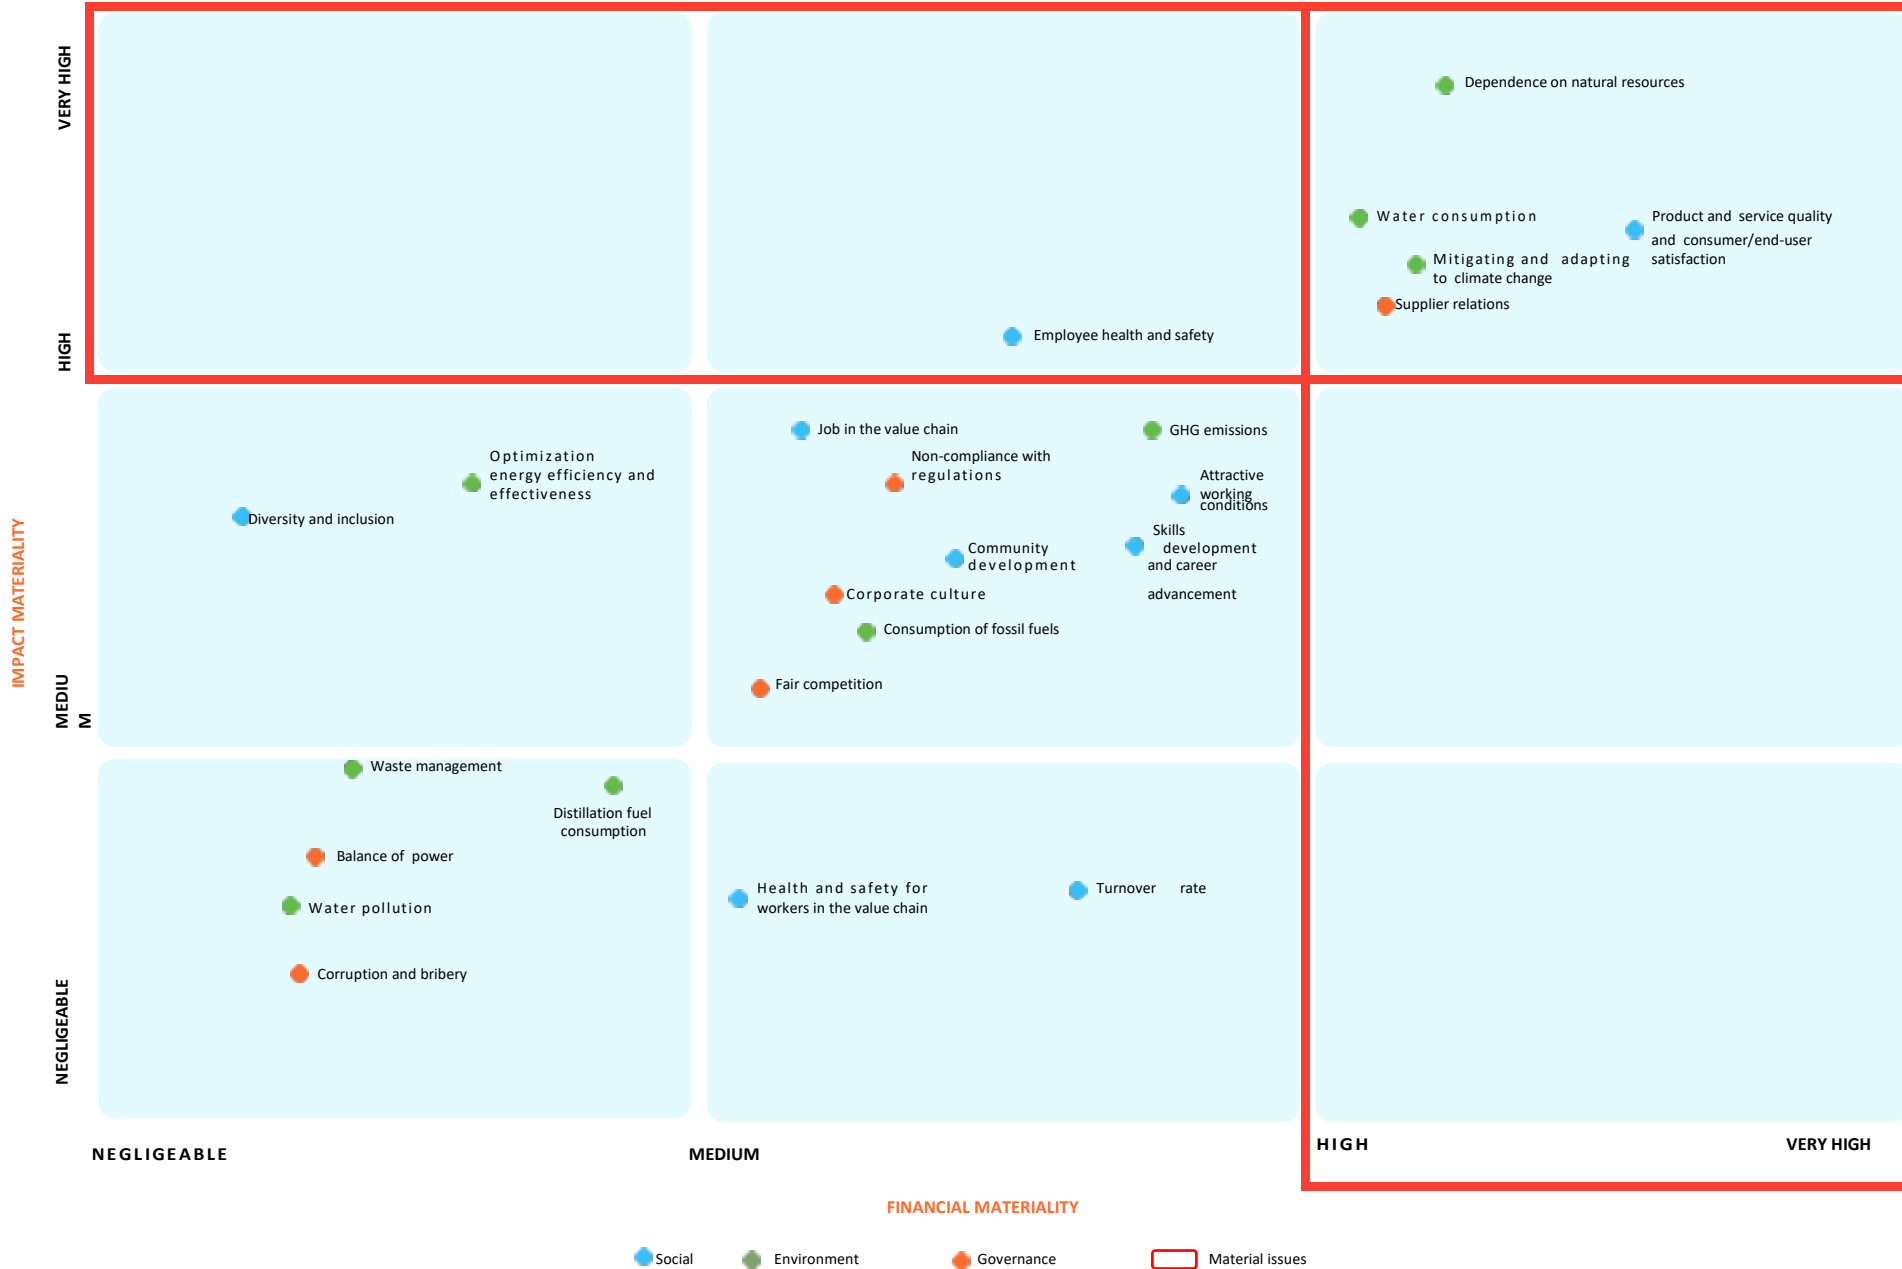 VERY HIGH
Dependence on natural resources
Water consumption
Product and service quality
and consumer/end-user
satisfaction
Mitigating and adapting
to climate change
Supplier relations
HIGH
Employee health and safety
Job in the value chain
GHG emissions
Optimization
energy efficiency and
effectiveness
Non-compliance with
regulations
Attractive
working
conditions
Diversity and inclusion
Skills
development
and career
advancement
Community
development
Corporate culture
Consumption of fossil fuels
IMPACT MATERIALITY
Fair competition
MEDIU
M
Waste management
Distillation fuel
consumption
Balance of power
Health and safety for
workers in the value chain
Turnover rate
Water pollution
Corruption and bribery
NEGLIGEABLE
NEGLIGEABLE
MEDIUM
HIGH
VERY HIGH
FINANCIAL MATERIALITY
Social
Environment
Governance
Material issues